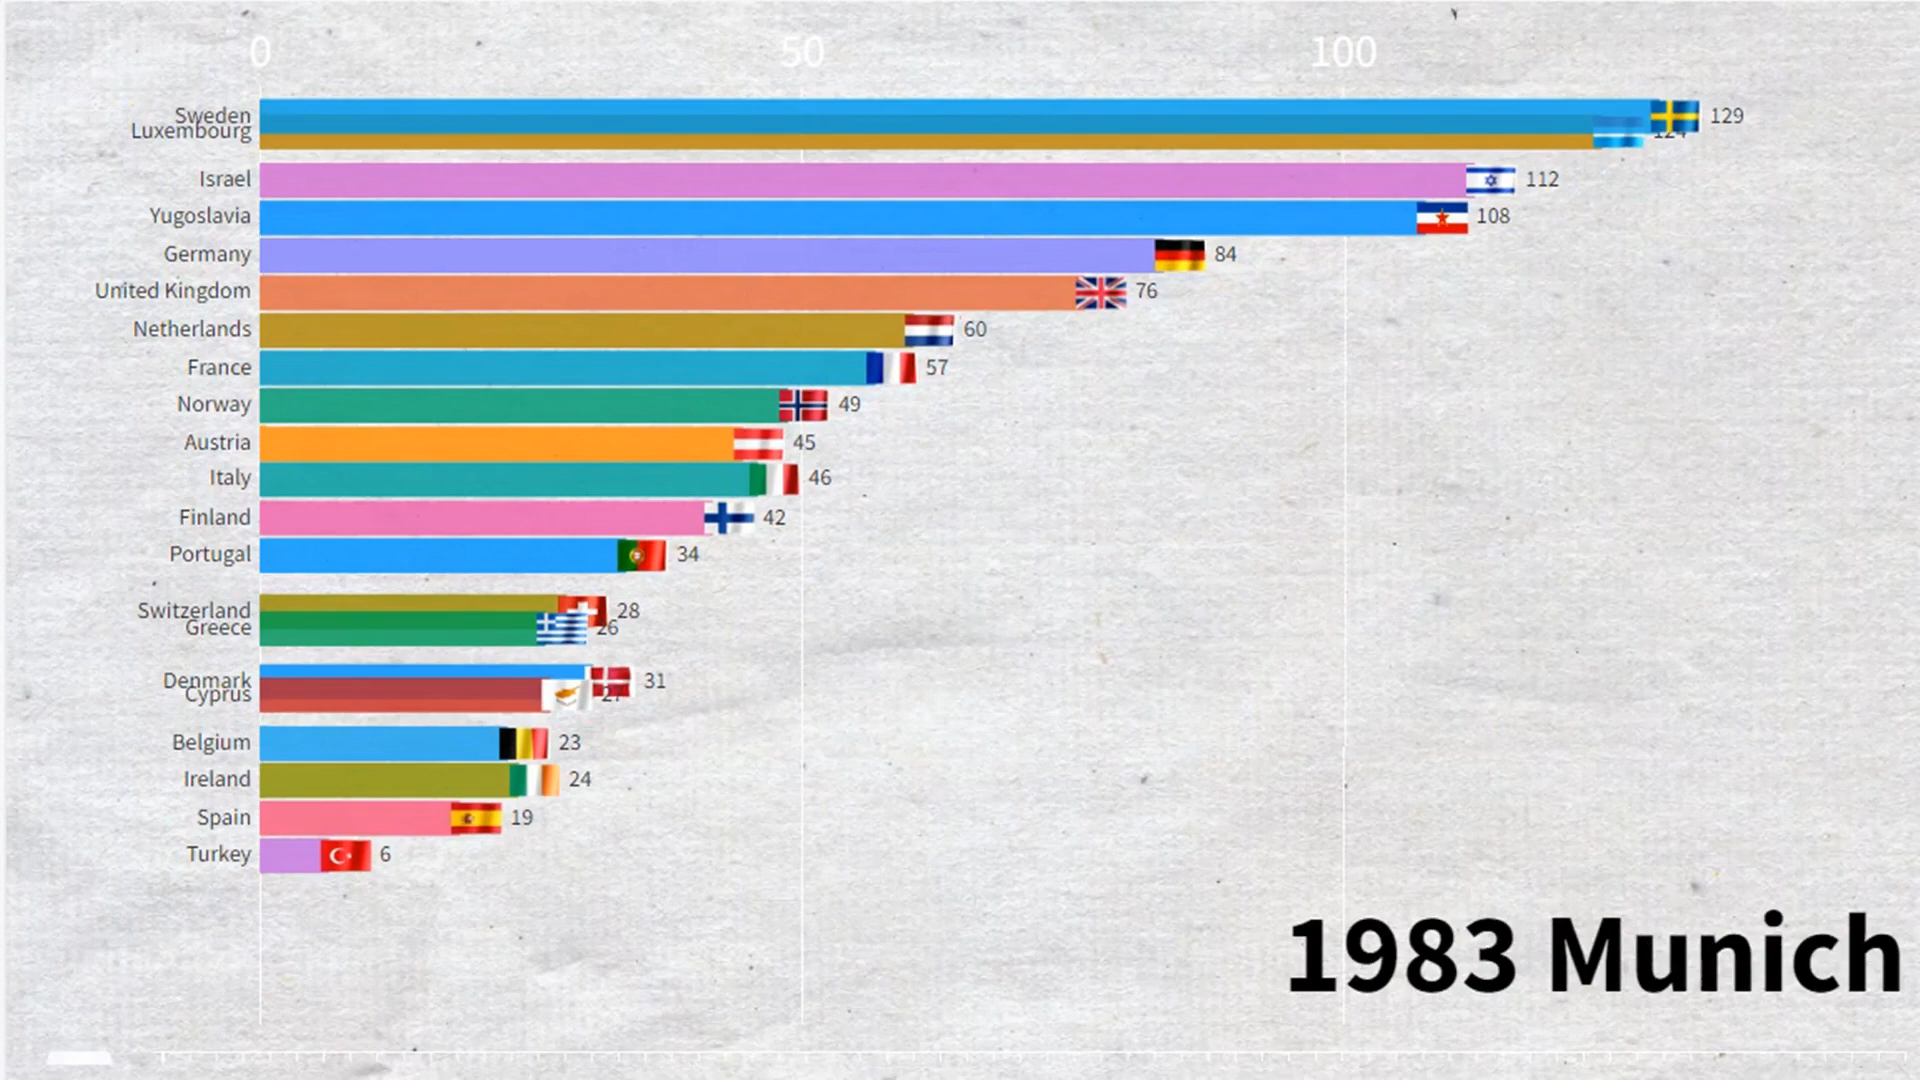 0 50 100
Sweden 129
Luxembourg 124
Israel 112
Yugoslavia 108
Germany 84
United Kingdom 76
Netherlands 60
France 57
Norway 49
Austria 45
Italy 46
Finland 42
Portugal 34
Switzerland 28
Greece 26
Denmark 31
Cyprus 27
Belgium 23
Ireland 24
Spain 19
Turkey 6
1983 Munich